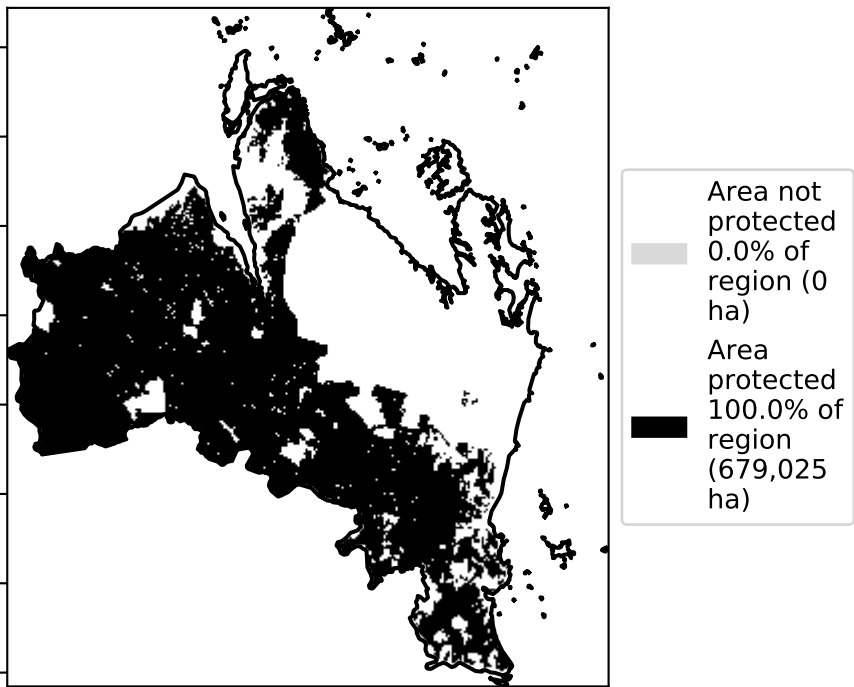 Area not
protected
0.0% of
region (0
ha)
Area
protected
100.0% of
region
(679,025
ha)